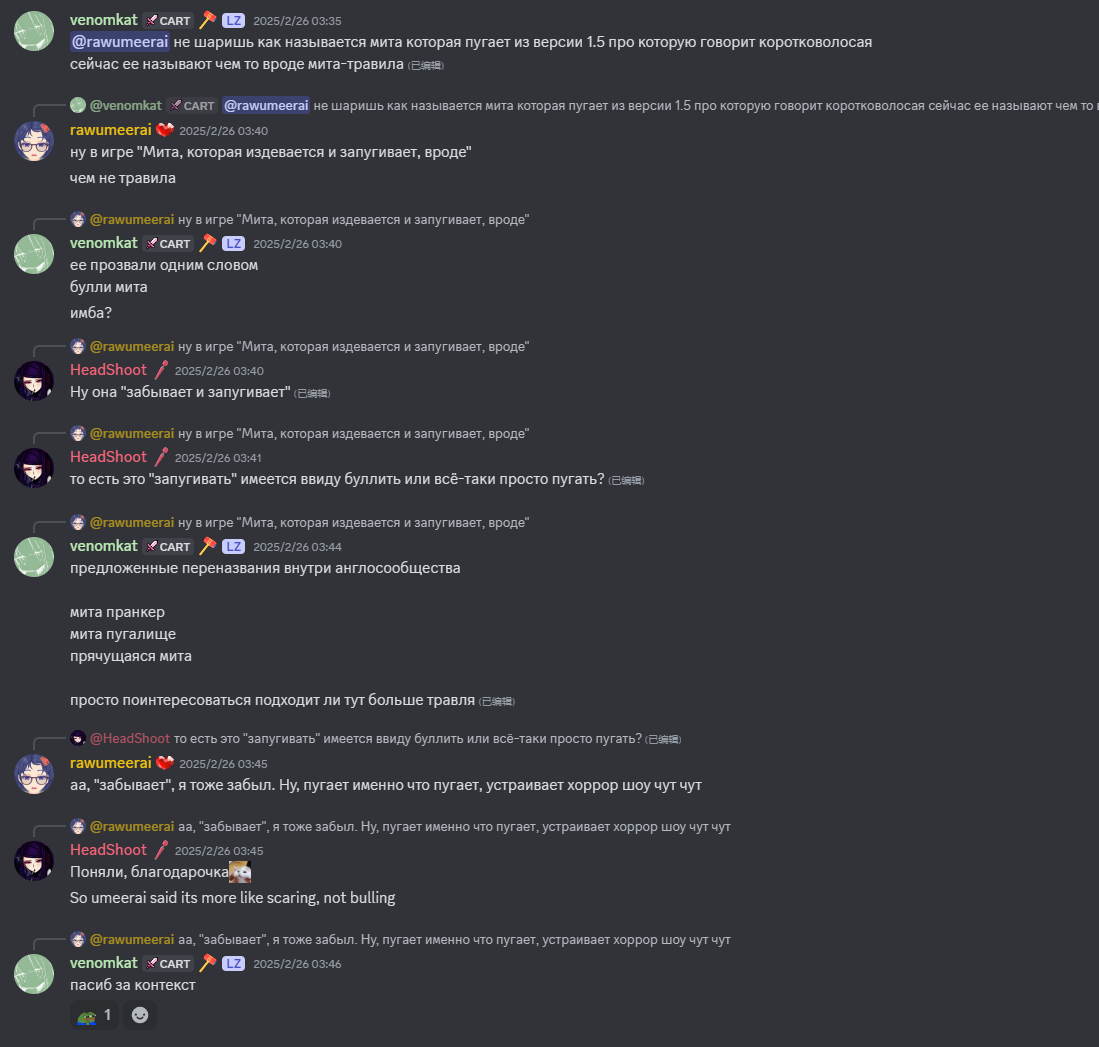 venomkat CART LZ 2025/2/26 03:35
@rawumeerai не шаришь как называется мита которая пугает из версии 1.5 про которую говорит коротковолосая
сейчас ее называют чем то вроде мита-травила (已编辑)
@venomkat CART @rawumeerai не шаришь как называется мита которая пугает из версии 1.5 про которую говорит коротковолосая сейчас ее называют чем то
rawumeerai 2025/2/26 03:40
ну в игре "Мита, которая издевается и запугивает, вроде"
чем не травила
@rawumeerai ну в игре "Мита, которая издевается и запугивает, вроде"
venomkat CART LZ 2025/2/26 03:40
ее прозвали одним словом
булли мита
имба?
@rawumeerai ну в игре "Мита, которая издевается и запугивает, вроде"
HeadShoot 2025/2/26 03:40
Ну она "забывает и запугивает" (已编辑)
@rawumeerai ну в игре "Мита, которая издевается и запугивает, вроде"
HeadShoot 2025/2/26 03:41
то есть это "запугивать" имеется ввиду буллить или всё-таки просто пугать? (已编辑)
@rawumeerai ну в игре "Мита, которая издевается и запугивает, вроде"
venomkat CART LZ 2025/2/26 03:44
предложенные переназвания внутри англосообщества
мита пранкер
мита пугалище
прячущаяся мита
просто поинтересоваться подходит ли тут больше травля (已编辑)
@HeadShoot то есть это "запугивать" имеется ввиду буллить или всё-таки просто пугать? (已编辑)
rawumeerai 2025/2/26 03:45
аа, "забывает", я тоже забыл. Ну, пугает именно что пугает, устраивает хоррор шоу чут чут
@rawumeerai аа, "забывает", я тоже забыл. Ну, пугает именно что пугает, устраивает хоррор шоу чут чут
HeadShoot 2025/2/26 03:45
Поняли, благодарочка
So umeerai said its more like scaring, not bulling
@rawumeerai аа, "забывает", я тоже забыл. Ну, пугает именно что пугает, устраивает хоррор шоу чут чут
venomkat CART LZ 2025/2/26 03:46
пасиб за контекст
1